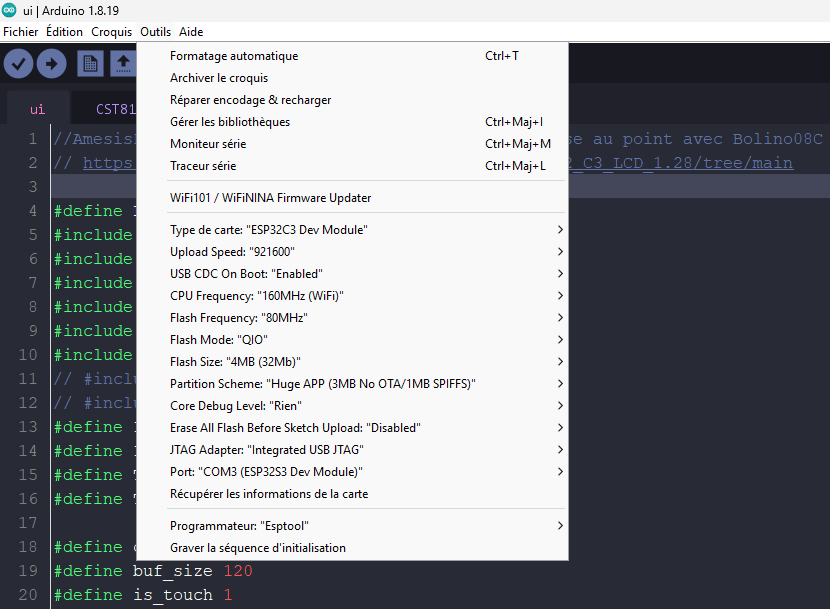 ui | Arduino 1.8.19
Fichier Édition Croquis Outils Aide
Formatage automatique Ctrl+T
Archiver le croquis
Réparer encodage & recharger
Gérer les bibliothèques Ctrl+Maj+I
Moniteur série Ctrl+Maj+M
Traceur série Ctrl+Maj+L
WiFi101 / WiFiNINA Firmware Updater
Type de carte: "ESP32C3 Dev Module"
Upload Speed: "921600"
USB CDC On Boot: "Enabled"
CPU Frequency: "160MHz (WiFi)"
Flash Frequency: "80MHz"
Flash Mode: "QIO"
Flash Size: "4MB (32Mb)"
Partition Scheme: "Huge APP (3MB No OTA/1MB SPIFFS)"
Core Debug Level: "Rien"
Erase All Flash Before Sketch Upload: "Disabled"
JTAG Adapter: "Integrated USB JTAG"
Port: "COM3 (ESP32S3 Dev Module)"
Récupérer les informations de la carte
Programmateur: "Esptool"
Graver la séquence d'initialisation
ui CST81
1 //Amesis se au point avec Bolino08C
2 // https: 2_C3_LCD_1.28/tree/main
3
4 #define
5 #include
6 #include
7 #include
8 #include
9 #include
10 #include
11 // #incl
12 // #incl
13 #define
14 #define
15 #define
16 #define
17
18 #define
19 #define buf_size 120
20 #define is_touch 1